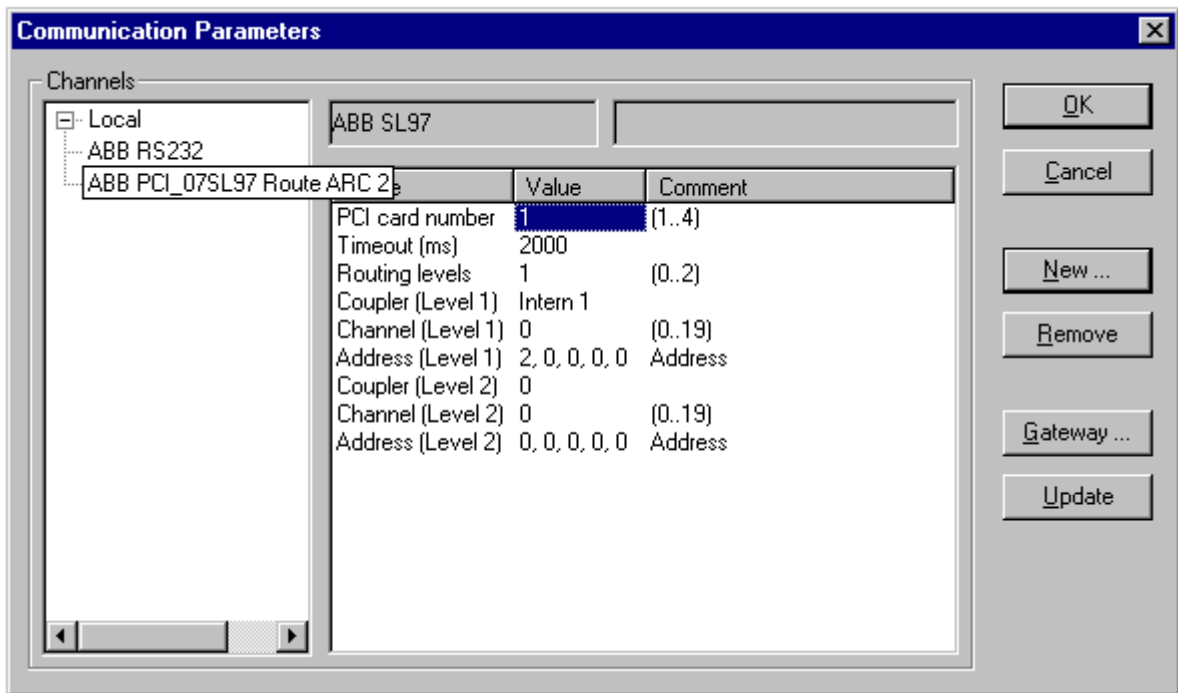 Communication Parameters
Channels
Local
ABB RS232
ABB PCI_07SL97 Route ARC 2
ABB SL97
Value Comment
PCI card number 1 (1..4)
Timeout (ms) 2000
Routing levels 1 (0..2)
Coupler (Level 1) Intern 1
Channel (Level 1) 0 (0..19)
Address (Level 1) 2, 0, 0, 0, 0 Address
Coupler (Level 2) 0
Channel (Level 2) 0 (0..19)
Address (Level 2) 0, 0, 0, 0, 0 Address
OK
Cancel
New ...
Remove
Gateway ...
Update